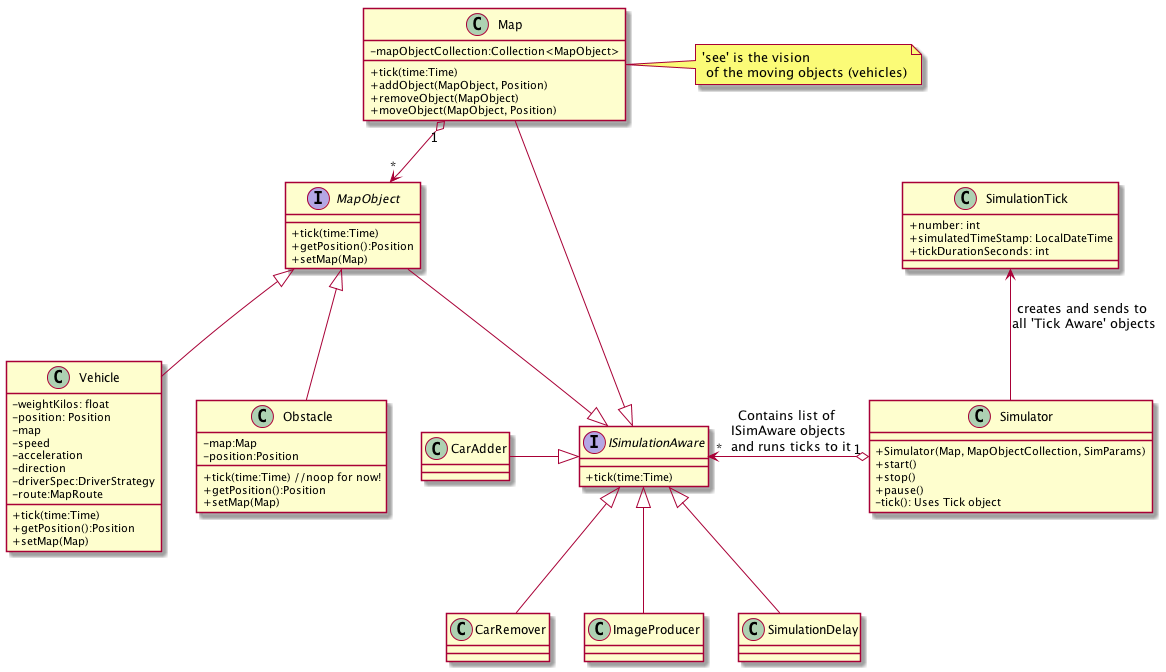 C Map
-mapObjectCollection:Collection<MapObject>
+tick(time:Time)
+addObject(MapObject, Position)
+removeObject(MapObject)
+moveObject(MapObject, Position)
'see' is the vision
of the moving objects (vehicles)
1
*
I MapObject
+tick(time:Time)
+getPosition():Position
+setMap(Map)
C SimulationTick
+number: int
+simulatedTimeStamp: LocalDateTime
+tickDurationSeconds: int
creates and sends to
all 'Tick Aware' objects
C Vehicle
-weightKilos: float
-position: Position
-map
-speed
-acceleration
-direction
-driverSpec:DriverStrategy
-route:MapRoute
+tick(time:Time)
+getPosition():Position
+setMap(Map)
C Obstacle
-map:Map
-position:Position
+tick(time:Time) //noop for now!
+getPosition():Position
+setMap(Map)
C CarAdder
I ISimulationAware
+tick(time:Time)
Contains list of
ISimAware objects
and runs ticks to it
*
1
C Simulator
+Simulator(Map, MapObjectCollection, SimParams)
+start()
+stop()
+pause()
-tick(): Uses Tick object
C CarRemover
C ImageProducer
C SimulationDelay